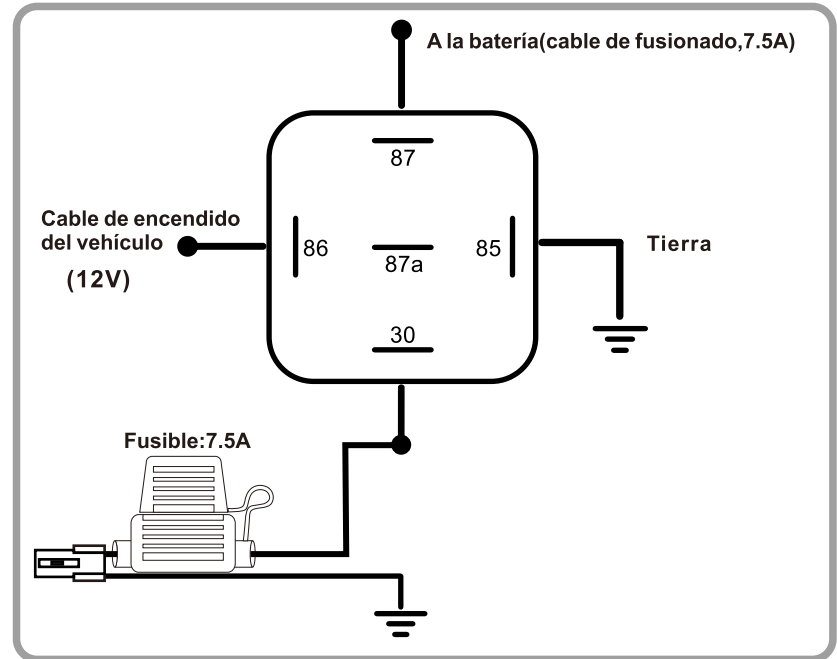 A la batería(cable de fusionado,7.5A)
87
Cable de encendido
del vehículo
(12V)
86
87a
85
Tierra
30
Fusible:7.5A